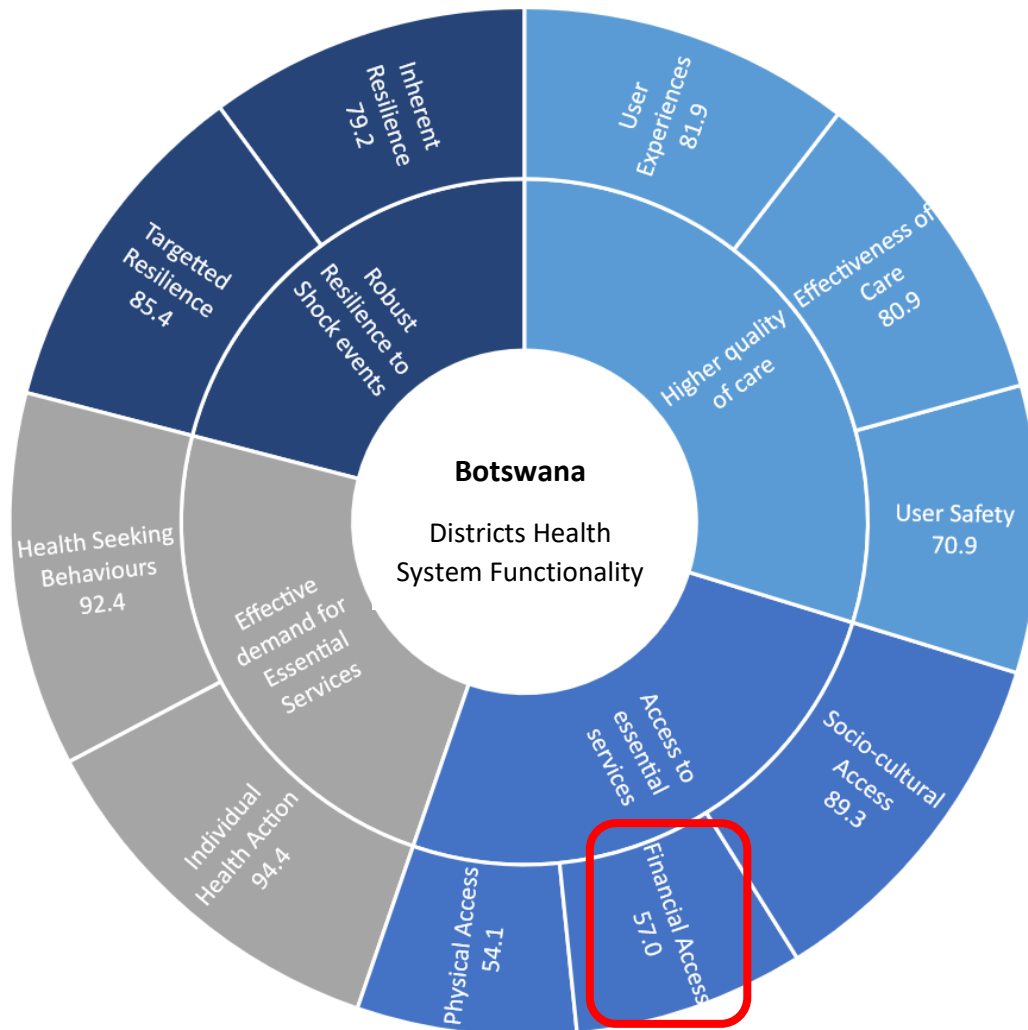 Botswana
Districts Health
System Functionality
Higher quality
of care
User
Experiences
81.9
Effectiveness of
Care
80.9
User Safety
70.9
Access to
essential
services
Socio-cultural
Access
89.3
Financial Access
57.0
Physical Access
54.1
Effective
demand for
Essential
Services
Individual
Health Action
94.4
Health Seeking
Behaviours
92.4
Robust
Resilience to
Shock events
Targetted
Resilience
85.4
Inherent
Resilience
79.2